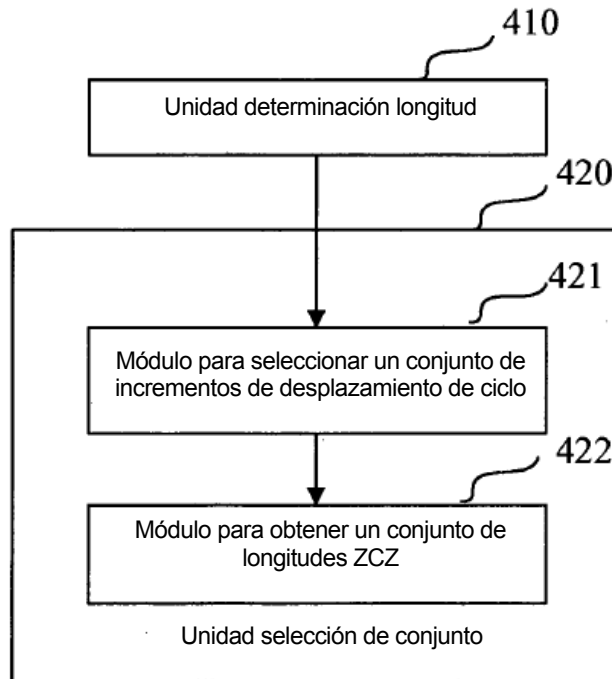 410
Unidad determinación longitud
420
421
Módulo para seleccionar un conjunto de
incrementos de desplazamiento de ciclo
422
Módulo para obtener un conjunto de
longitudes ZCZ
Unidad selección de conjunto